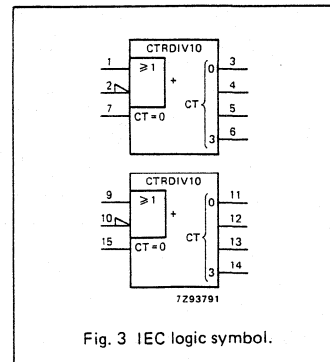 CTRDIV10
1 ≥1 0 3
2 + 4
7 CT=0 CT 5
3 6
CTRDIV10
9 ≥1 0 11
10 + 12
15 CT=0 CT 13
3 14
7Z93791
Fig. 3 IEC logic symbol.